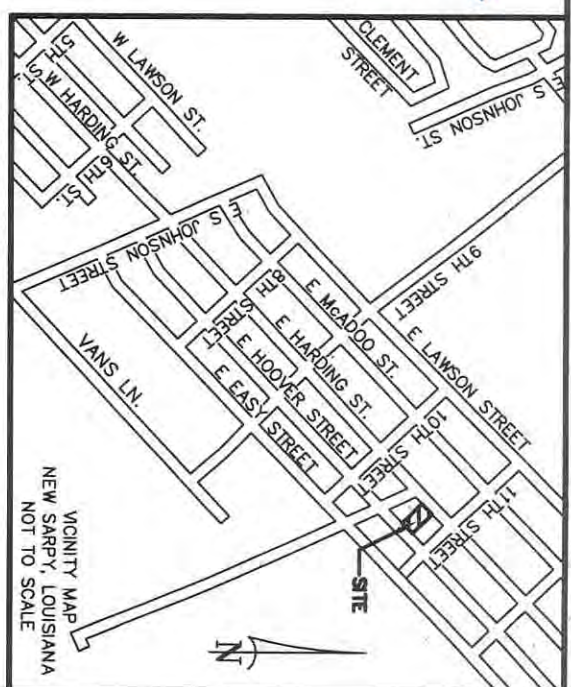 CLEMENT
STREET
E S JOHNSON ST.
W LAWSON ST.
5TH
ST
W HARDING ST.
6TH
ST.
9TH STREET
E LAWSON STREET
E S JOHNSON STREET
E McADOO ST.
8TH
STREET
E HARDING ST.
E HOOVER STREET
E EASY STREET
10TH STREE
11TH STREET
VANS LN.
SITE
VICINITY MAP
NEW SARPY, LOUISIANA
NOT TO SCALE
N